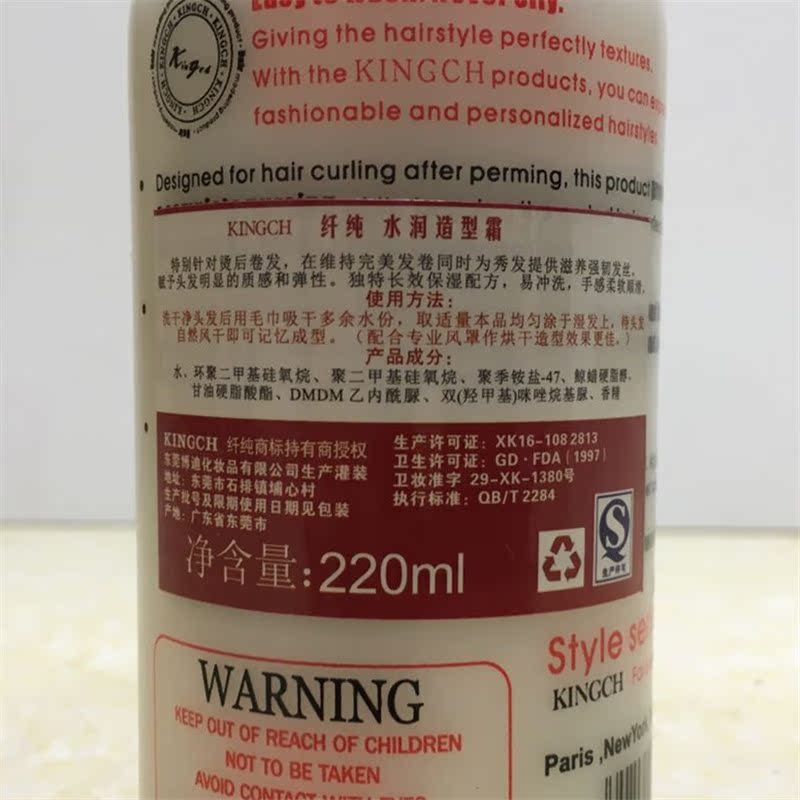 KINGCH
Easy to wash
Giving the hairstyle perfectly textures.
With the KINGCH products, you can enjoy
fashionable and personalized hairstyles
Designed for hair curling after perming, this product
KINGCH 纤纯 水润造型霜
特别针对烫后卷发，在维持完美发卷同时为秀发提供滋养强韧发丝，
赋予头发明显的质感和弹性。独特长效保湿配方，易冲洗，手感柔软顺滑。
使用方法：
洗干净头发后用毛巾吸干多余水份，取适量本品均匀涂于湿发上，待头发
自然风干即可记忆成型。（配合专业风罩作烘干造型效果更佳。）
产品成分：
水、环聚二甲基硅氧烷、聚二甲基硅氧烷、聚季铵盐-47、鲸蜡硬脂醇、
甘油硬脂酸酯、DMDM 乙内酰脲、双(羟甲基)咪唑烷基脲、香精
KINGCH 纤纯商标持有商授权
东莞博迪化妆品有限公司生产灌装
地址：东莞市石排镇埔心村
生产批号及限期使用日期见包装
产地：广东省东莞市
生产许可证：XK16-108 2813
卫生许可证：GD·FDA（1997）
卫妆准字 29-XK-1380号
执行标准：QB/T 2284
净含量：220ml
生产许可
WARNING
KEEP OUT OF REACH OF CHILDREN
NOT TO BE TAKEN
AVOID CONTACT WITH EYES
Style
KINGCH
Paris ,NewYork,